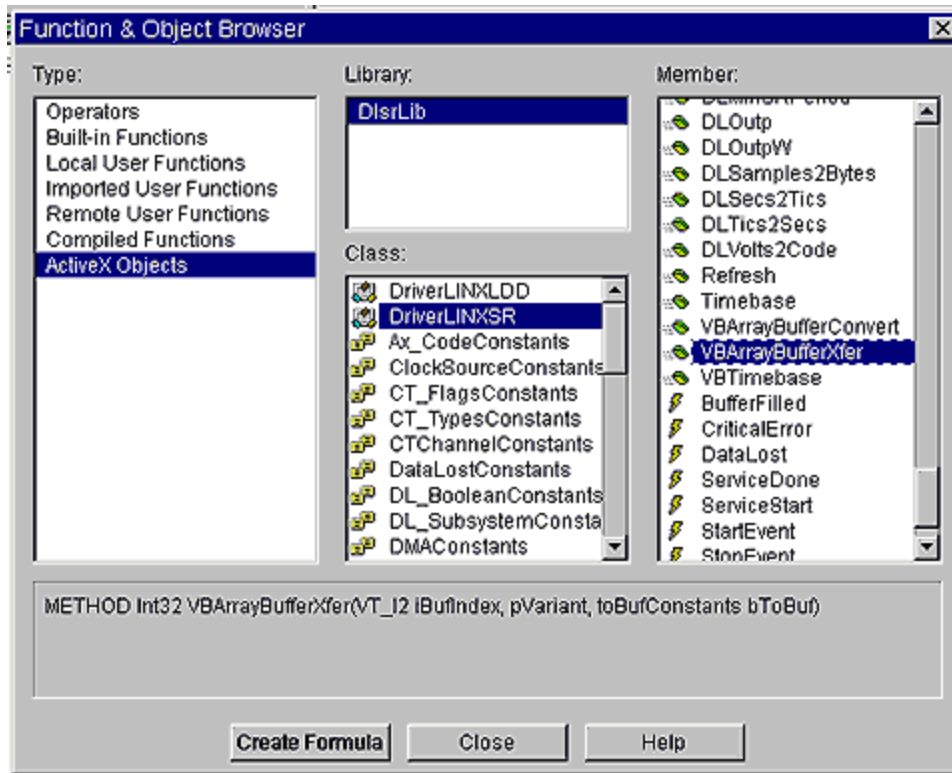 Function & Object Browser
Type:
Operators
Built-in Functions
Local User Functions
Imported User Functions
Remote User Functions
Compiled Functions
ActiveX Objects
Library:
DlsrLib
Class:
DriverLINXLDD
DriverLINXSR
Ax_CodeConstants
ClockSourceConstants
CT_FlagsConstants
CT_TypesConstants
CTChannelConstants
DataLostConstants
DL_BooleanConstants
DL_SubsystemConsta
DMAConstants
Member:
DLOutp
DLOutpW
DLSamples2Bytes
DLSecs2Tics
DLTics2Secs
DLVolts2Code
Refresh
Timebase
VBArrayBufferConvert
VBArrayBufferXfer
VBTimebase
BufferFilled
CriticalError
DataLost
ServiceDone
ServiceStart
StartEvent
StopEvent
METHOD Int32 VBArrayBufferXfer(VT_I2 iBufIndex, pVariant, toBufConstants bToBuf)
Create Formula
Close
Help